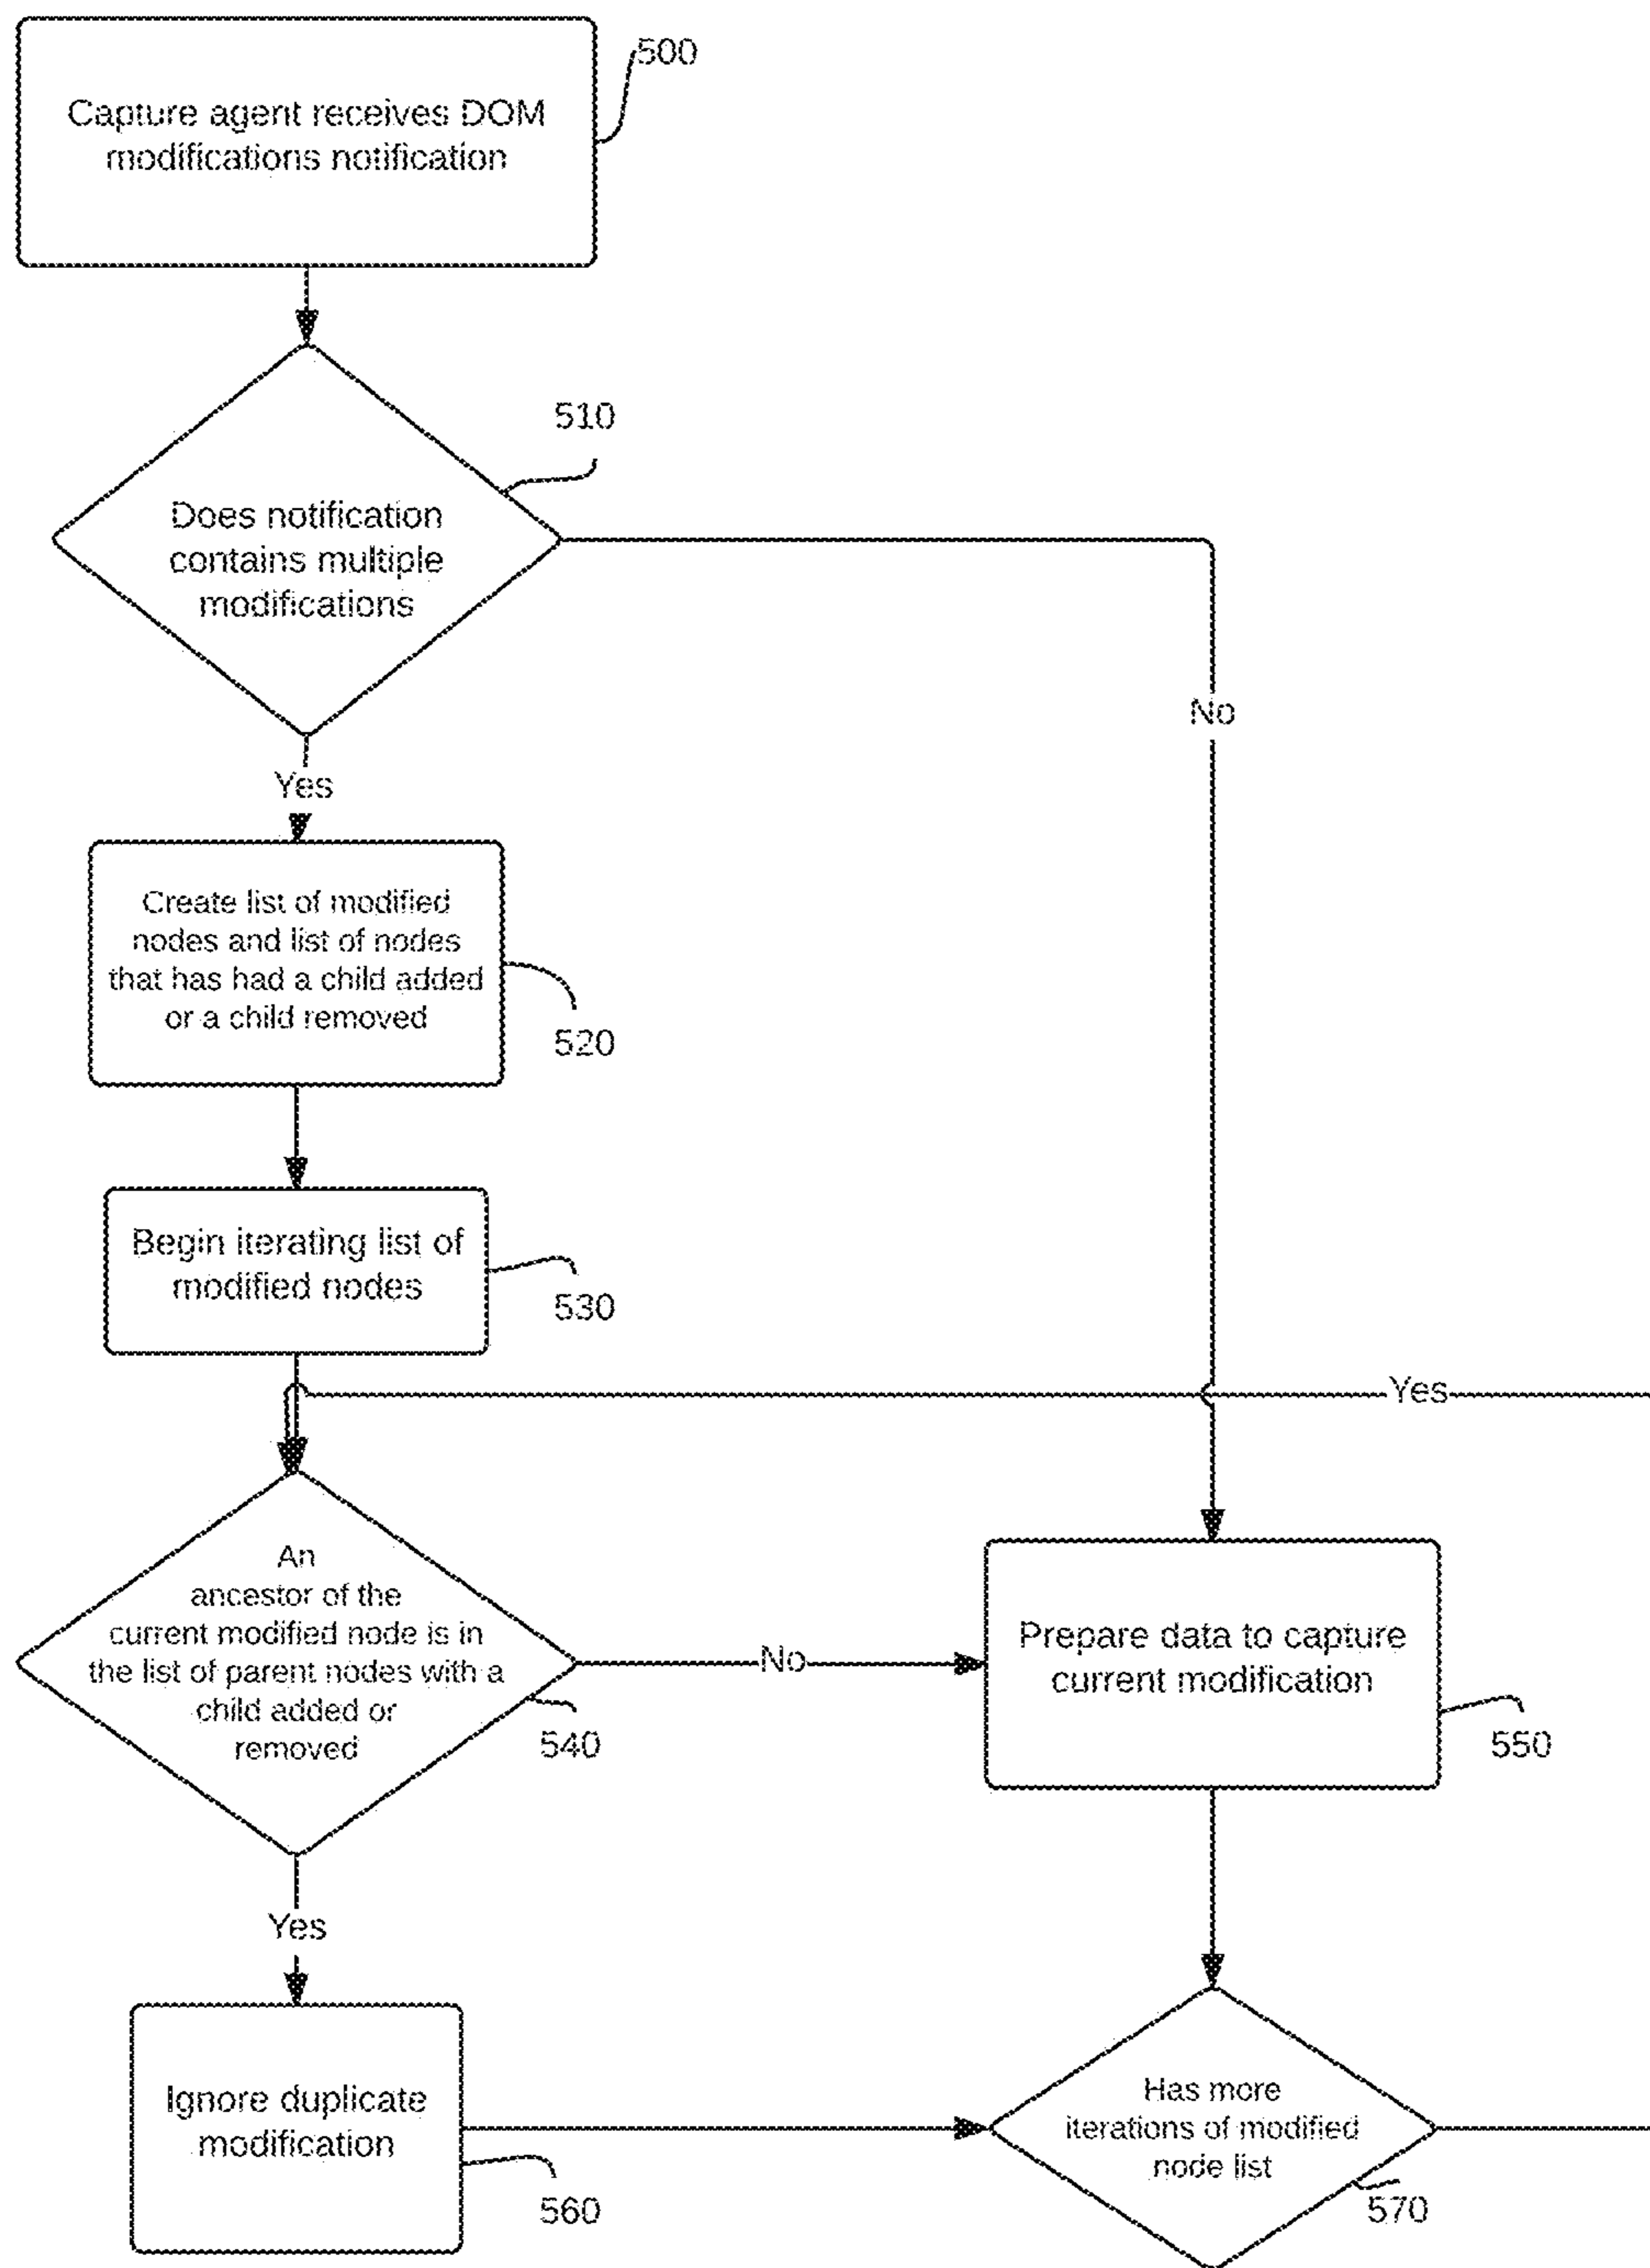 500
Capture agent receives DOM
modifications notification
510
Does notification
contains multiple
modifications
No
Yes
Create list of modified
nodes and list of nodes
that has had a child added
or a child removed
520
Begin iterating list of
modified nodes
530
Yes
An
ancestor of the
current modified node is in
the list of parent nodes with a
child added or
removed
540
No
Prepare data to capture
current modification
550
Yes
Ignore duplicate
modification
560
Has more
iterations of modified
node list
570